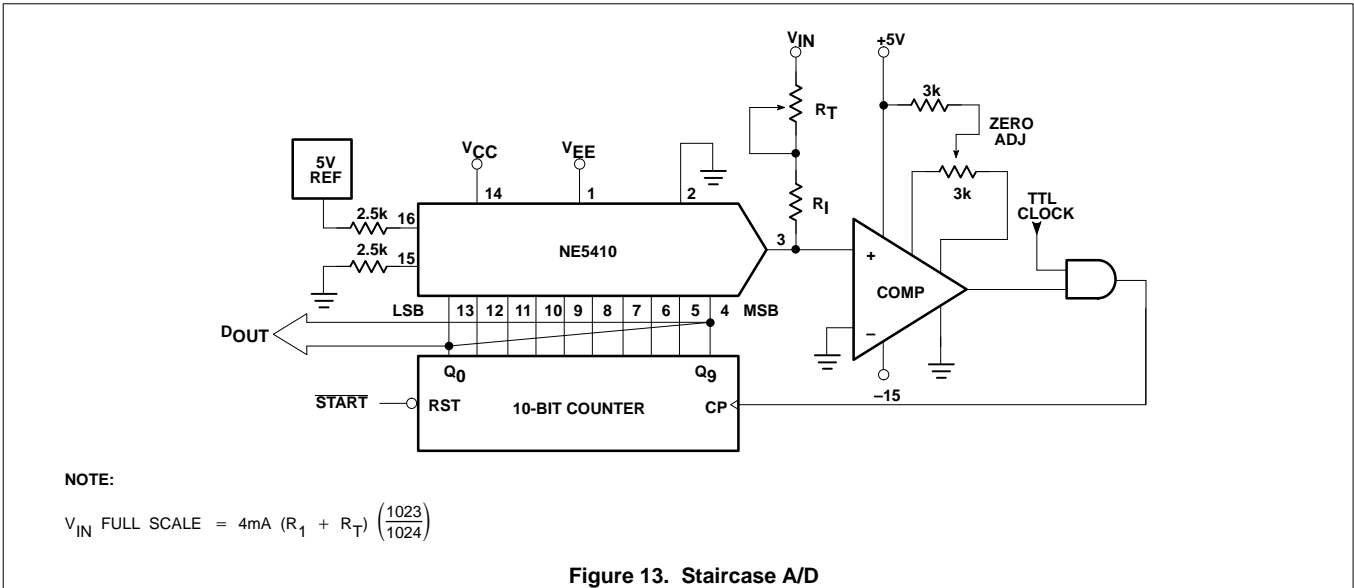 VIN
+5V
3k
RT
ZERO
ADJ
VCC
VEE
5V
REF
14
1
2
3k
2.5k
16
RI
TTL
CLOCK
3
NE5410
2.5k
15
+
COMP
LSB 13 12 11 10 9 8 7 6 5 4 MSB
DOUT
–
Q0 Q9
–15
START RST 10-BIT COUNTER CP
NOTE:
VIN FULL SCALE = 4mA (R1 + RT) (1023/1024)
Figure 13. Staircase A/D